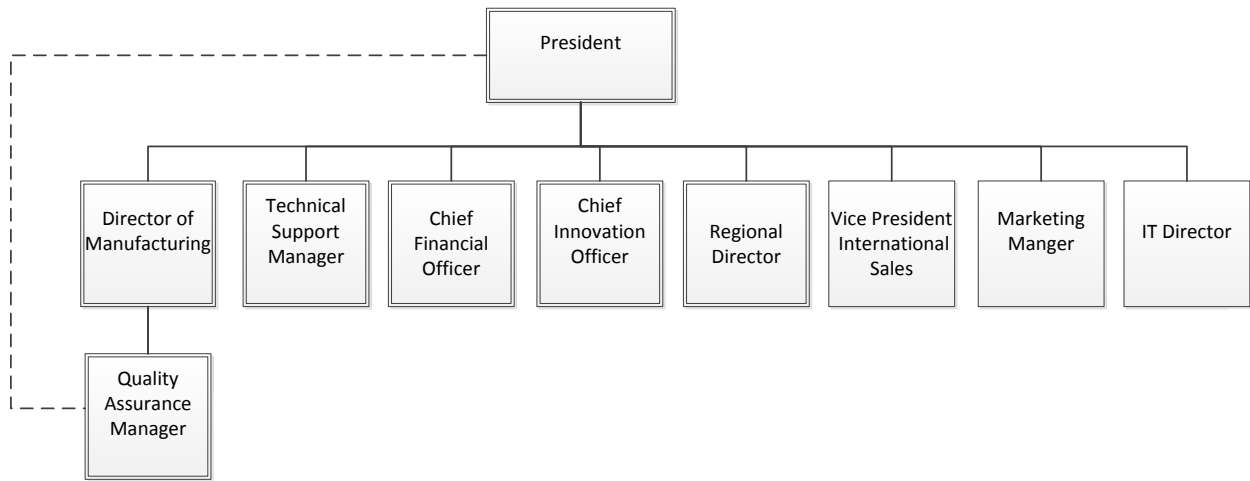 President
Director of
Manufacturing
Technical
Support
Manager
Chief
Financial
Officer
Chief
Innovation
Officer
Regional
Director
Vice President
International
Sales
Marketing
Manger
IT Director
Quality
Assurance
Manager